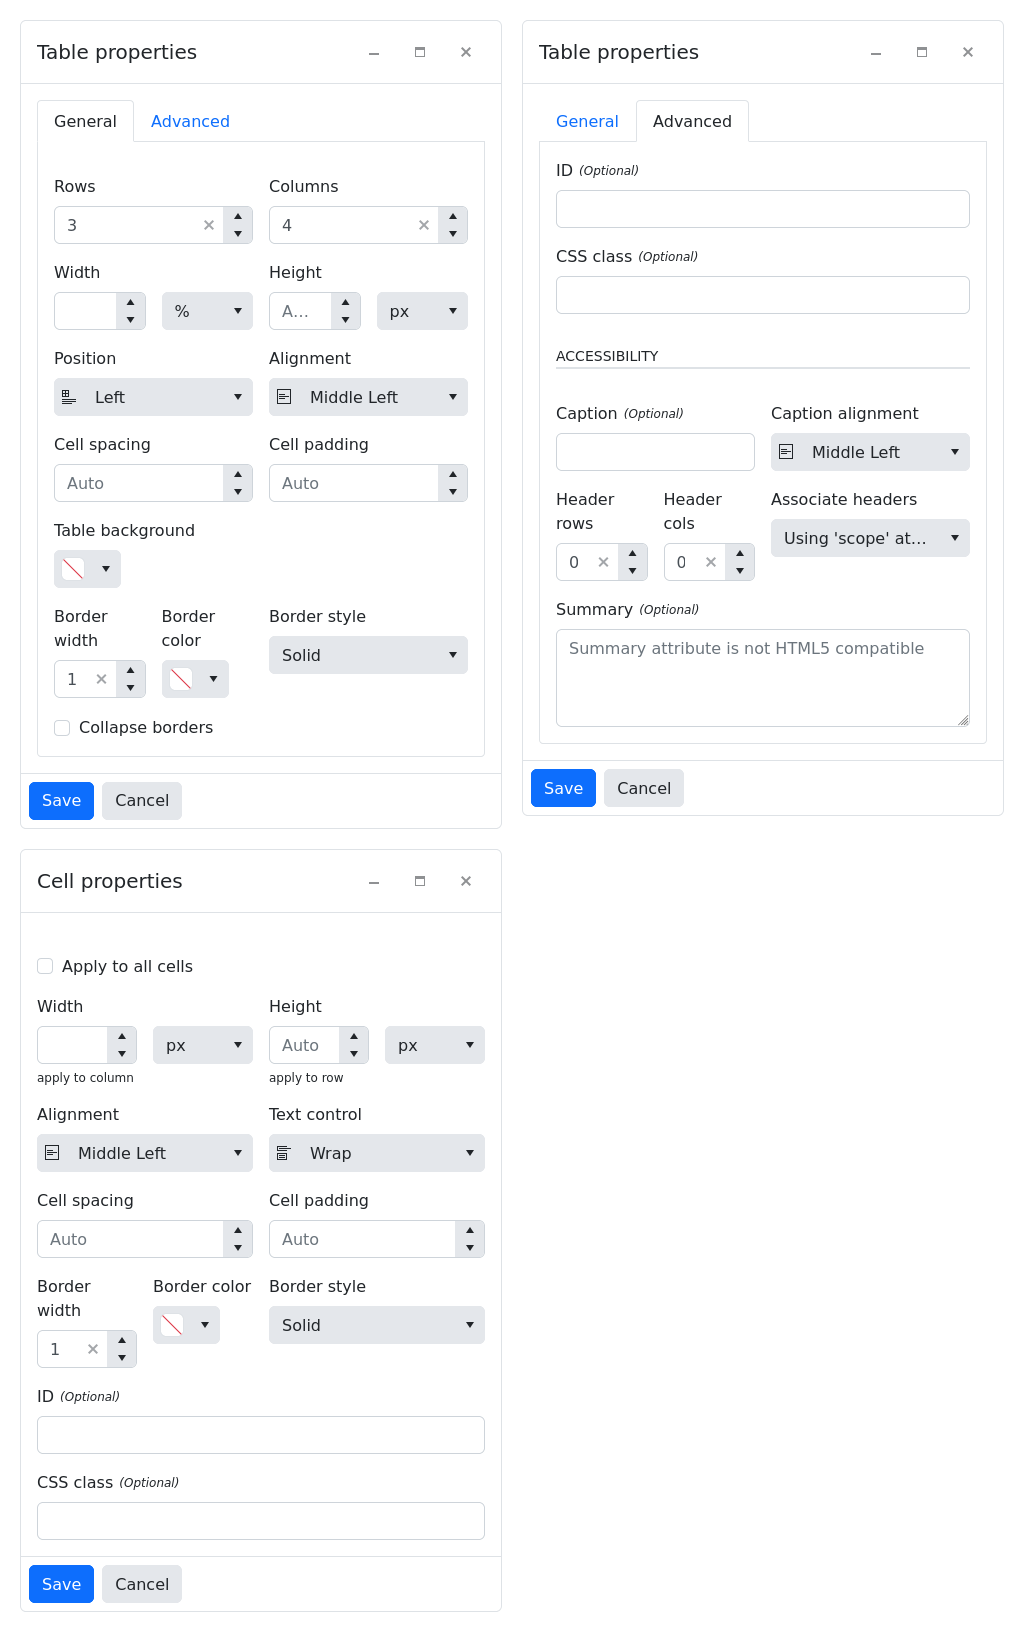 Table properties
General Advanced
Rows Columns
3 4
Width Height
% A... px
Position Alignment
Left Middle Left
Cell spacing Cell padding
Auto Auto
Table background
Border width Border color Border style
1 Solid
Collapse borders
Save Cancel
Table properties
General Advanced
ID (Optional)
CSS class (Optional)
ACCESSIBILITY
Caption (Optional) Caption alignment
Middle Left
Header rows Header cols Associate headers
0 0 Using 'scope' at...
Summary (Optional)
Summary attribute is not HTML5 compatible
Save Cancel
Cell properties
Apply to all cells
Width Height
px Auto px
apply to column apply to row
Alignment Text control
Middle Left Wrap
Cell spacing Cell padding
Auto Auto
Border width Border color Border style
1 Solid
ID (Optional)
CSS class (Optional)
Save Cancel